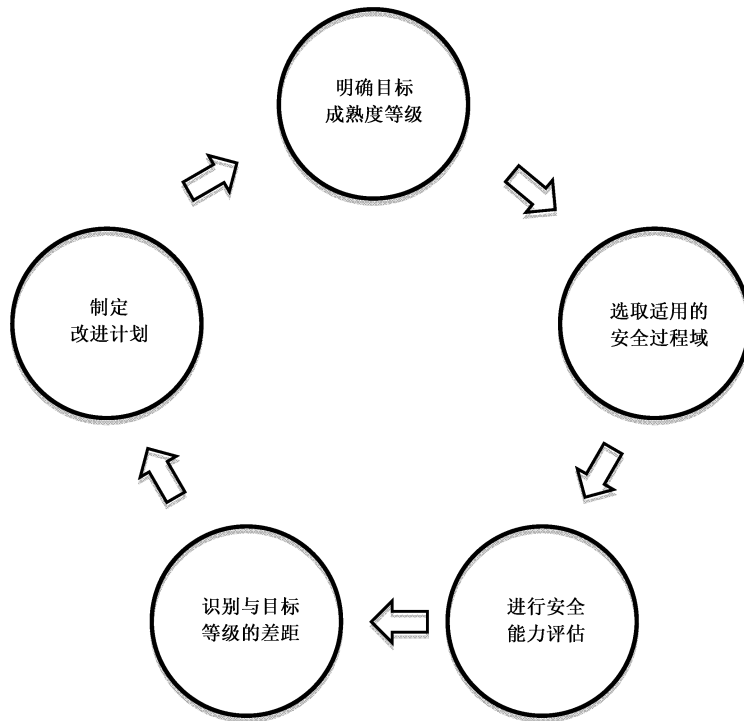 明确目标
成熟度等级
选取适用的
安全过程域
进行安全
能力评估
识别与目标
等级的差距
制定
改进计划